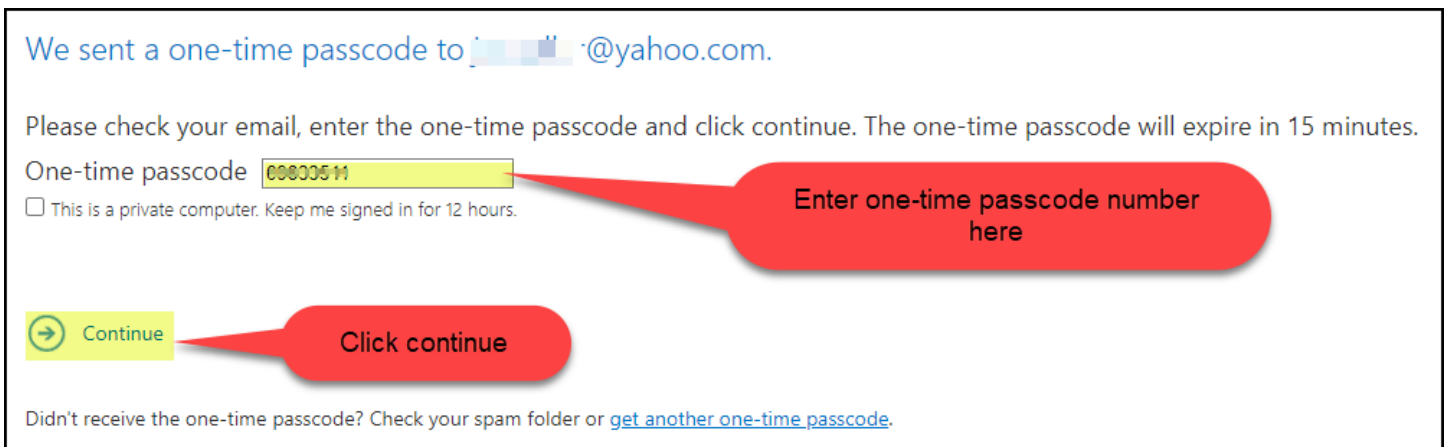 We sent a one-time passcode to @yahoo.com.
Please check your email, enter the one-time passcode and click continue. The one-time passcode will expire in 15 minutes.
One-time passcode
Enter one-time passcode number
here
This is a private computer. Keep me signed in for 12 hours.
Continue
Click continue
Didn't receive the one-time passcode? Check your spam folder or get another one-time passcode.